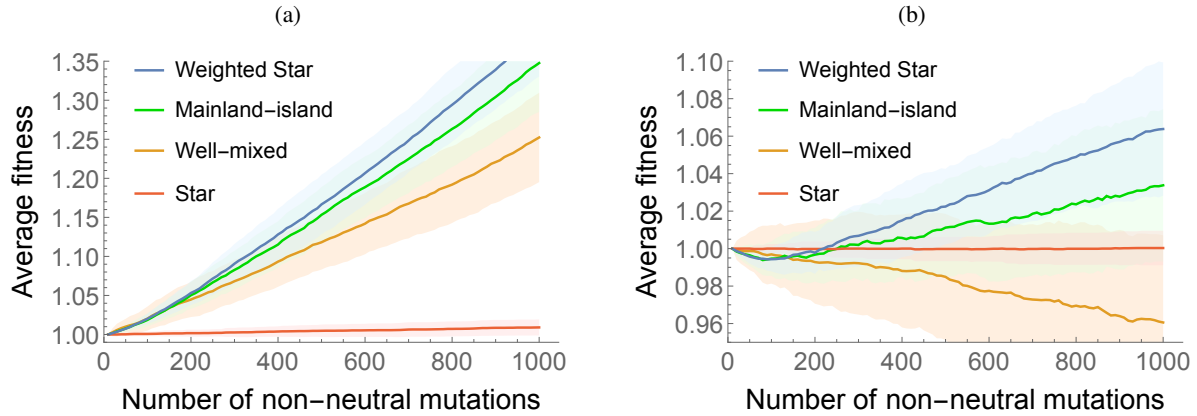 (a)
Average fitness
1.35
1.30
1.25
1.20
1.15
1.10
1.05
1.00
Weighted Star
Mainland-island
Well-mixed
Star
0
200
400
600
800
1000
Number of non-neutral mutations
(b)
Average fitness
1.10
1.08
1.06
1.04
1.02
1.00
0.98
0.96
Weighted Star
Mainland-island
Well-mixed
Star
0
200
400
600
800
1000
Number of non-neutral mutations